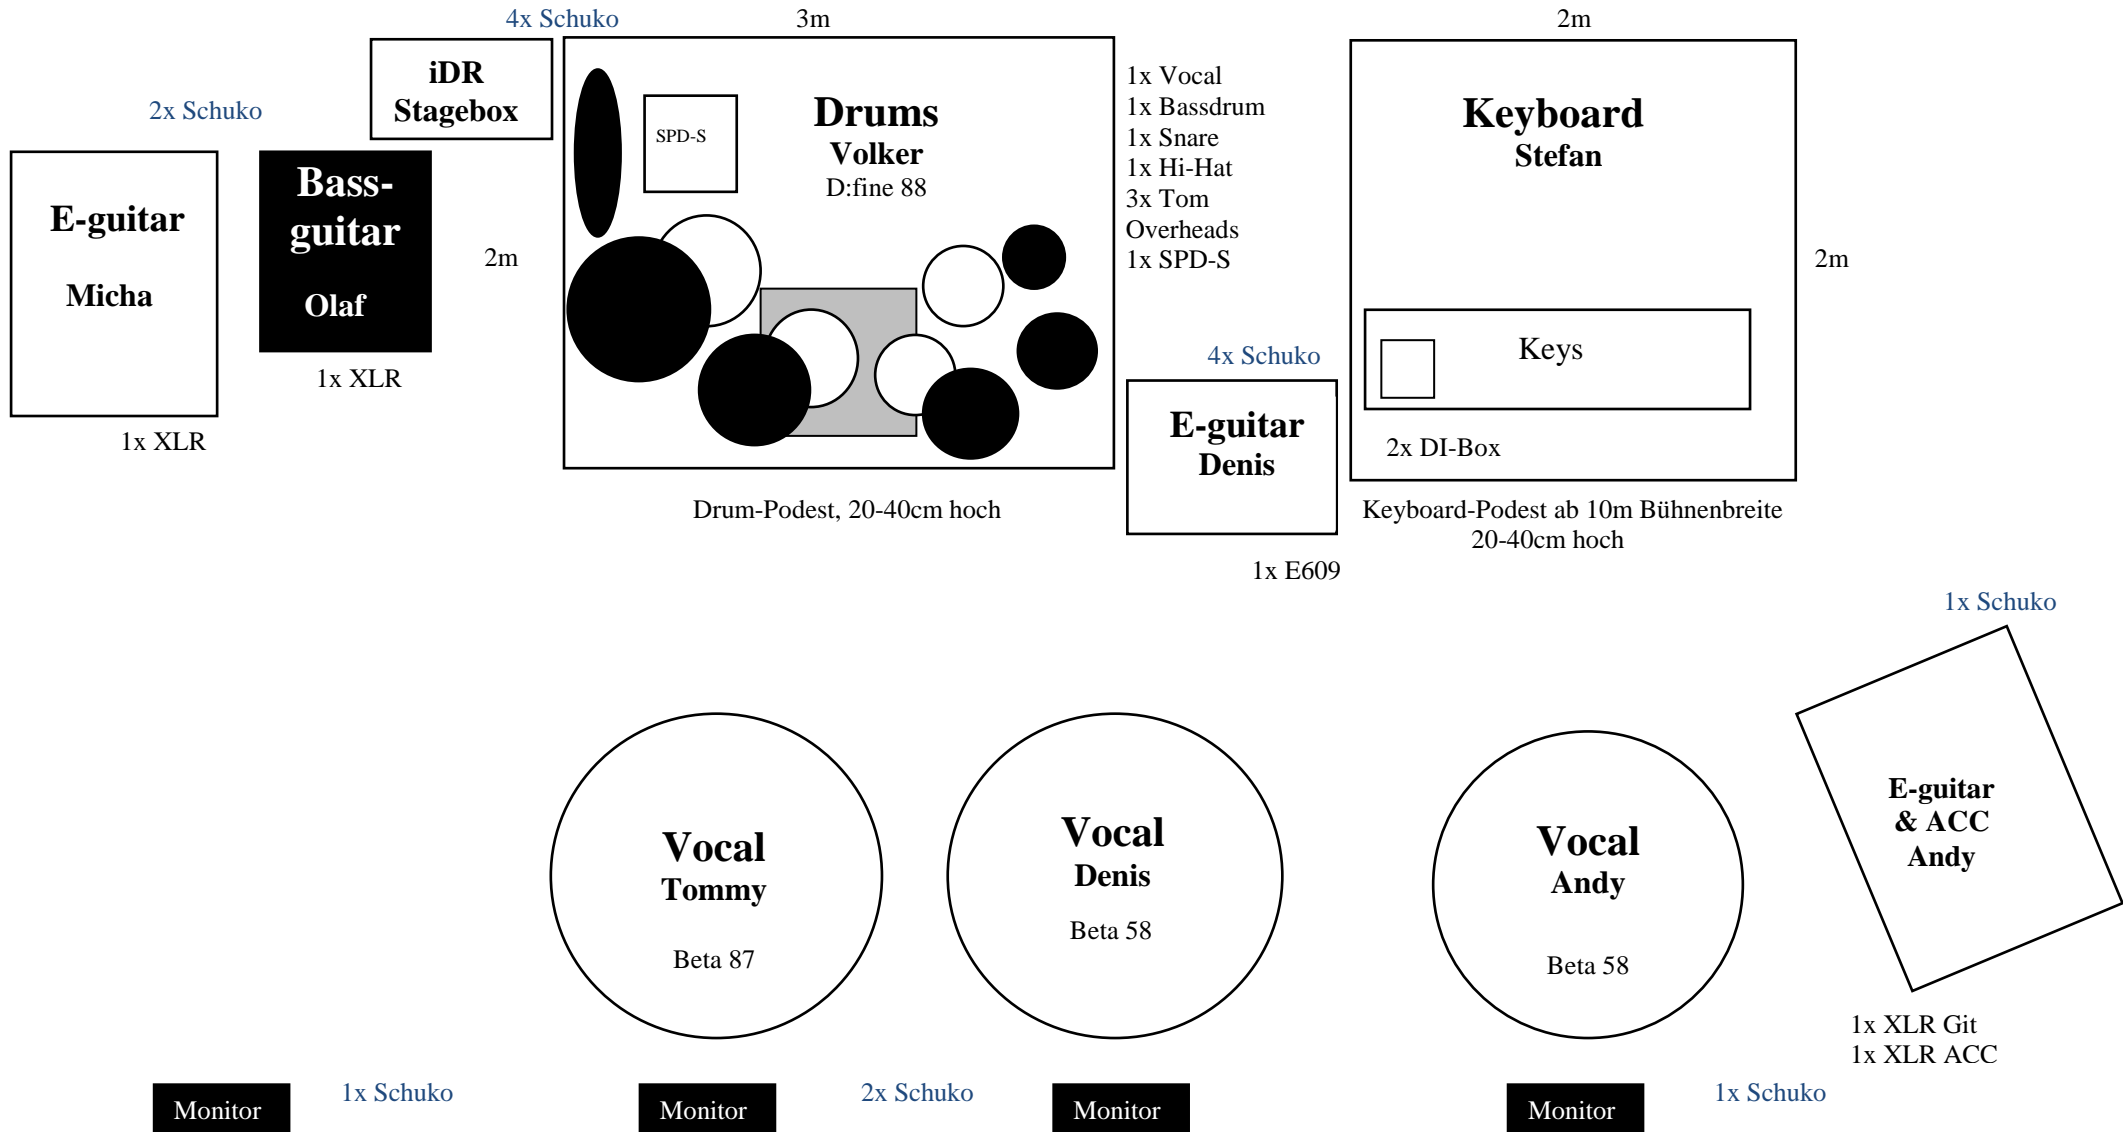 4x Schuko
3m
2m
iDR
Stagebox
2x Schuko
E-guitar
Micha
1x XLR
Bass-
guitar
Olaf
1x XLR
2m
SPD-S
Drums
Volker
D:fine 88
Drum-Podest, 20-40cm hoch
1x Vocal
1x Bassdrum
1x Snare
1x Hi-Hat
3x Tom
Overheads
1x SPD-S
4x Schuko
E-guitar
Denis
1x E609
Keyboard
Stefan
2m
Keys
2x DI-Box
Keyboard-Podest ab 10m Bühnenbreite
20-40cm hoch
1x Schuko
Vocal
Tommy
Beta 87
Vocal
Denis
Beta 58
Vocal
Andy
Beta 58
E-guitar
& ACC
Andy
1x XLR Git
1x XLR ACC
Monitor
1x Schuko
Monitor
2x Schuko
Monitor
Monitor
1x Schuko